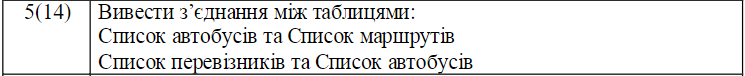 5(14) Вивести з’єднання між таблицями:
Список автобусів та Список маршрутів
Список перевізників та Список автобусів